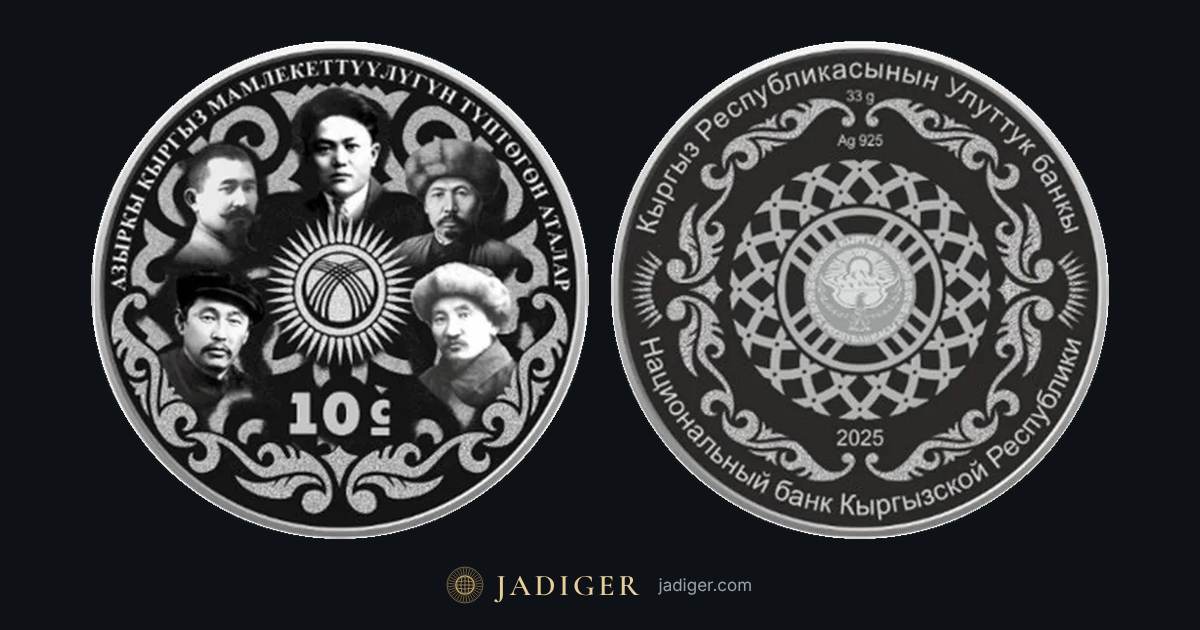 АЗЫРКЫ КЫРГЫЗ МАМЛЕКЕТТҮҮЛҮГҮН ТҮПТӨГӨН АТАЛАР
10 с
Кыргыз Республикасынын Улуттук банкы
33 g
Ag 925
2025
Национальный банк Кыргызской Республики
JADIGER jadiger.com